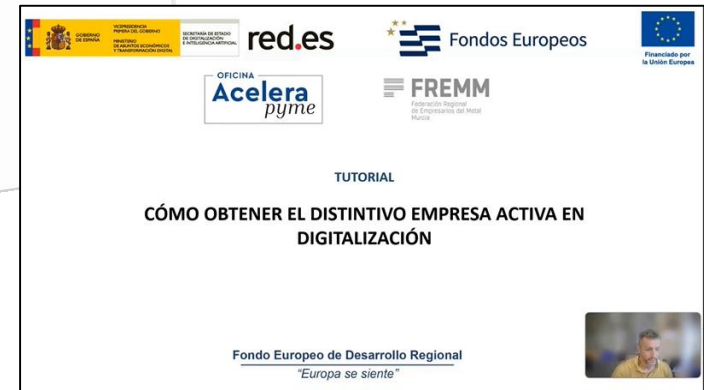 GOBIERNO
DE ESPAÑA
VICEPRESIDENCIA
PRIMERA DEL GOBIERNO
MINISTERIO
DE ASUNTOS ECONÓMICOS
Y TRANSFORMACIÓN DIGITAL
SECRETARÍA DE ESTADO
DE DIGITALIZACIÓN
E INTELIGENCIA ARTIFICIAL
red.es
Fondos Europeos
Financiado por
la Unión Europea
OFICINA
Acelera
pyme
FREMM
Federación Regional
de Empresarios del Metal
Murcia
TUTORIAL
CÓMO OBTENER EL DISTINTIVO EMPRESA ACTIVA EN
DIGITALIZACIÓN
Fondo Europeo de Desarrollo Regional
"Europa se siente"